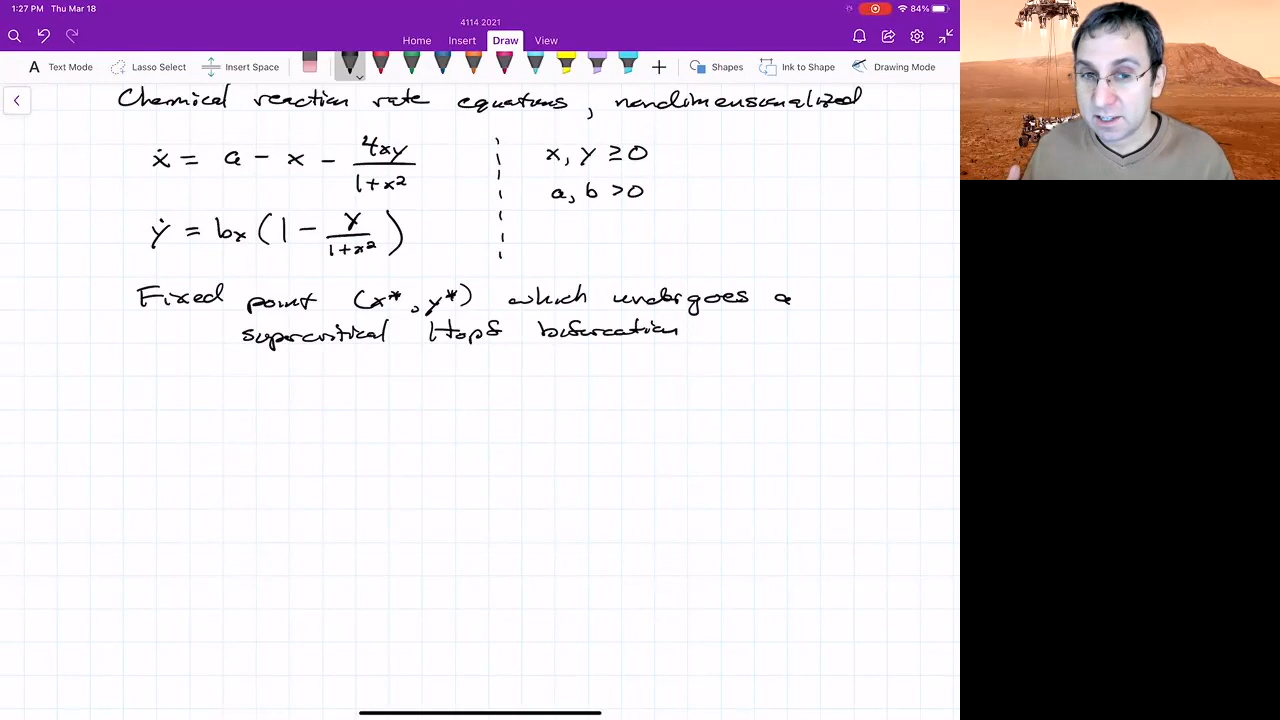 1:27 PM Thu Mar 18
84%
4114 2021
Home Insert Draw View
Text Mode Lasso Select Insert Space Shapes Ink to Shape Drawing Mode
Chemical reaction rate equations, nondimensionalized
ẋ = a - x - 4xy/(1+x²)
x, y ≥ 0
a, b > 0
ẏ = bx (1 - y/(1+x²))
Fixed point (x*, y*) which undergoes a
supercritical Hopf bifurcation